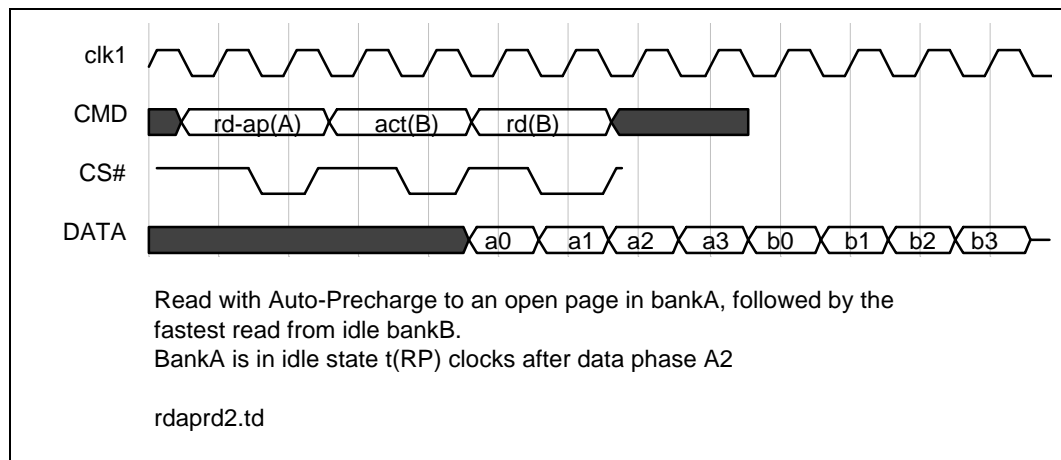 clk1
CMD rd-ap(A) act(B) rd(B)
CS#
DATA a0 a1 a2 a3 b0 b1 b2 b3
Read with Auto-Precharge to an open page in bankA, followed by the
fastest read from idle bankB.
BankA is in idle state t(RP) clocks after data phase A2
rdaprd2.td